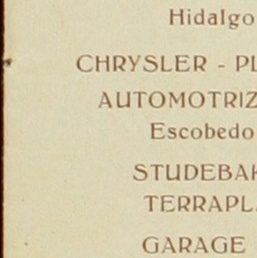 Hidalgo
CHRYSLER - PL
AUTOMOTRIZ
Escobedo
STUDEBAK
TERRAPL
GARAGE